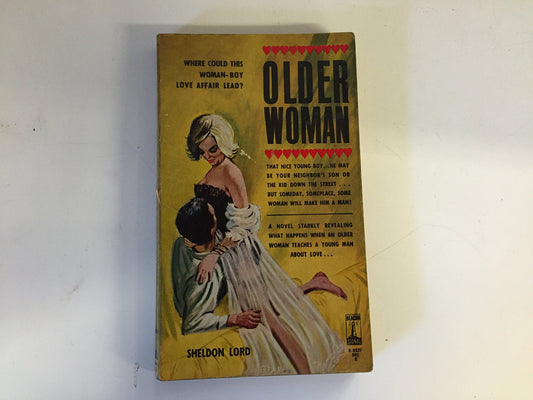 WHERE COULD THIS
WOMAN-BOY
LOVE AFFAIR LEAD?
OLDER
WOMAN
THAT NICE YOUNG BOY...HE MAY
BE YOUR NEIGHBOR'S SON OR
THE KID DOWN THE STREET...
BUT SOMEDAY, SOMEPLACE, SOME
WOMAN WILL MAKE HIM A MAN!
A NOVEL STARKLY REVEALING
WHAT HAPPENS WHEN AN OLDER
WOMAN TEACHES A YOUNG MAN
ABOUT LOVE...
SHELDON LORD
BEACON
SIGNAL